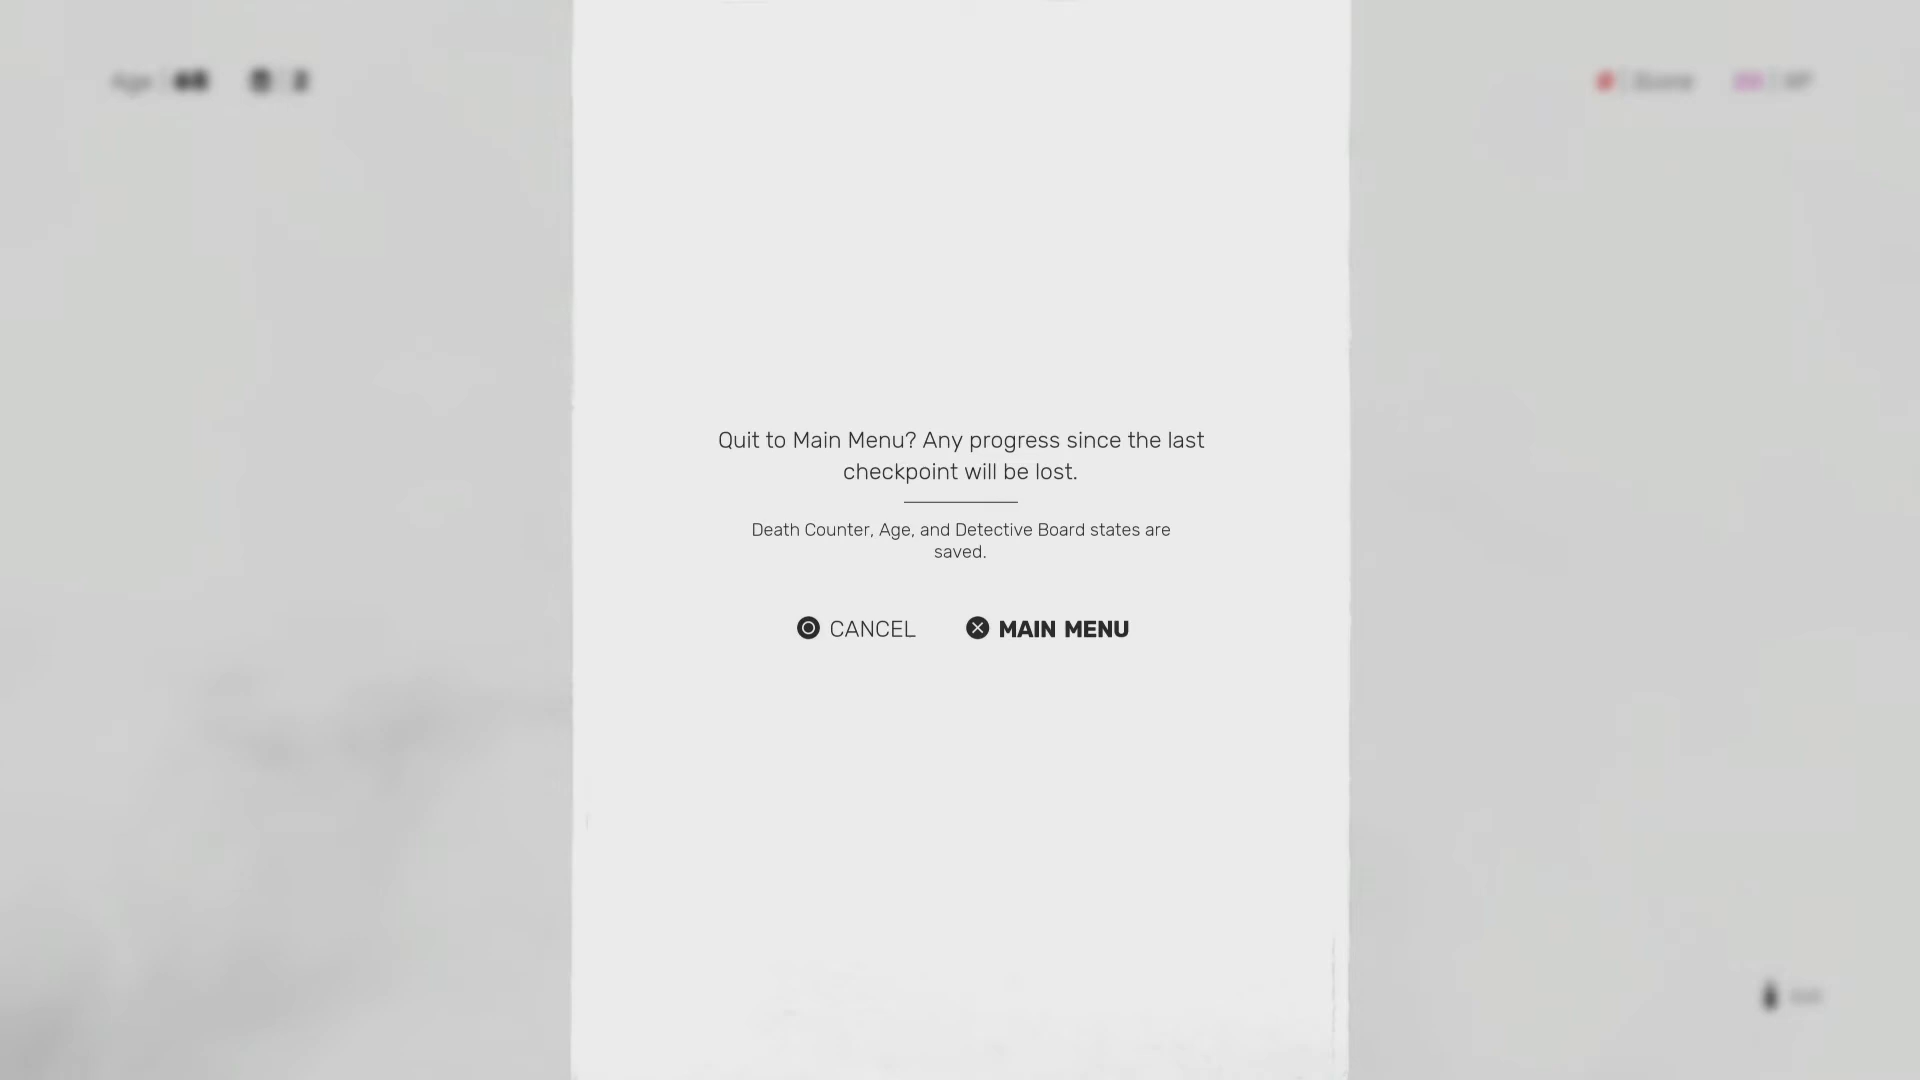 Age
Quit to Main Menu? Any progress since the last
checkpoint will be lost.
Death Counter, Age, and Detective Board states are
saved.
CANCEL MAIN MENU